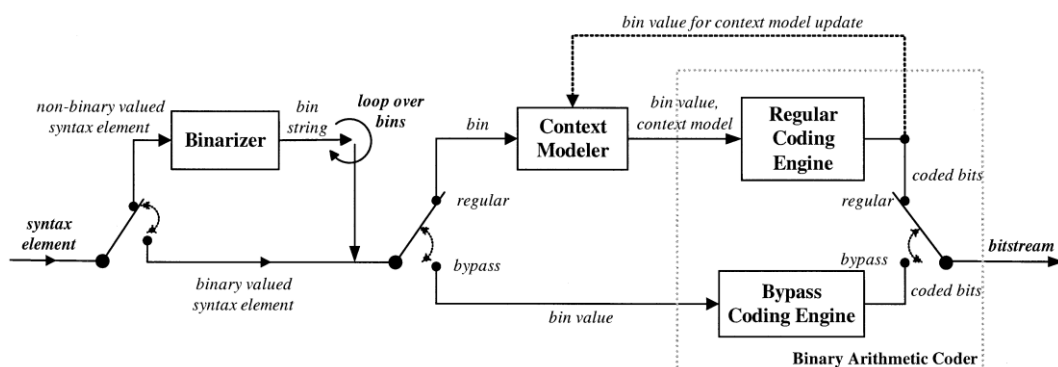 bin value for context model update
non-binary valued
syntax element
bin
string
loop over
bins
Binarizer
bin
Context
Modeler
bin value,
context model
Regular
Coding
Engine
coded bits
regular
regular
syntax
element
bypass
bypass
bitstream
binary valued
syntax element
bin value
Bypass
Coding Engine
coded bits
Binary Arithmetic Coder